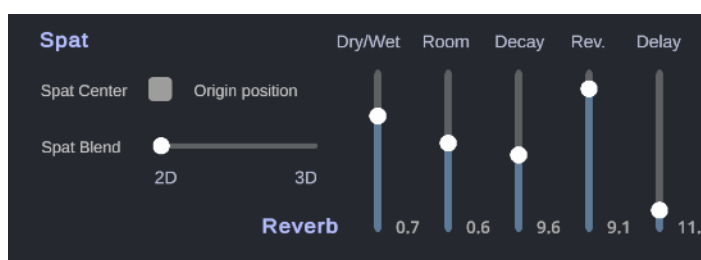 Spat
Dry/Wet Room Decay Rev. Delay
Spat Center Origin position
Spat Blend
2D 3D
Reverb 0.7 0.6 9.6 9.1 11.